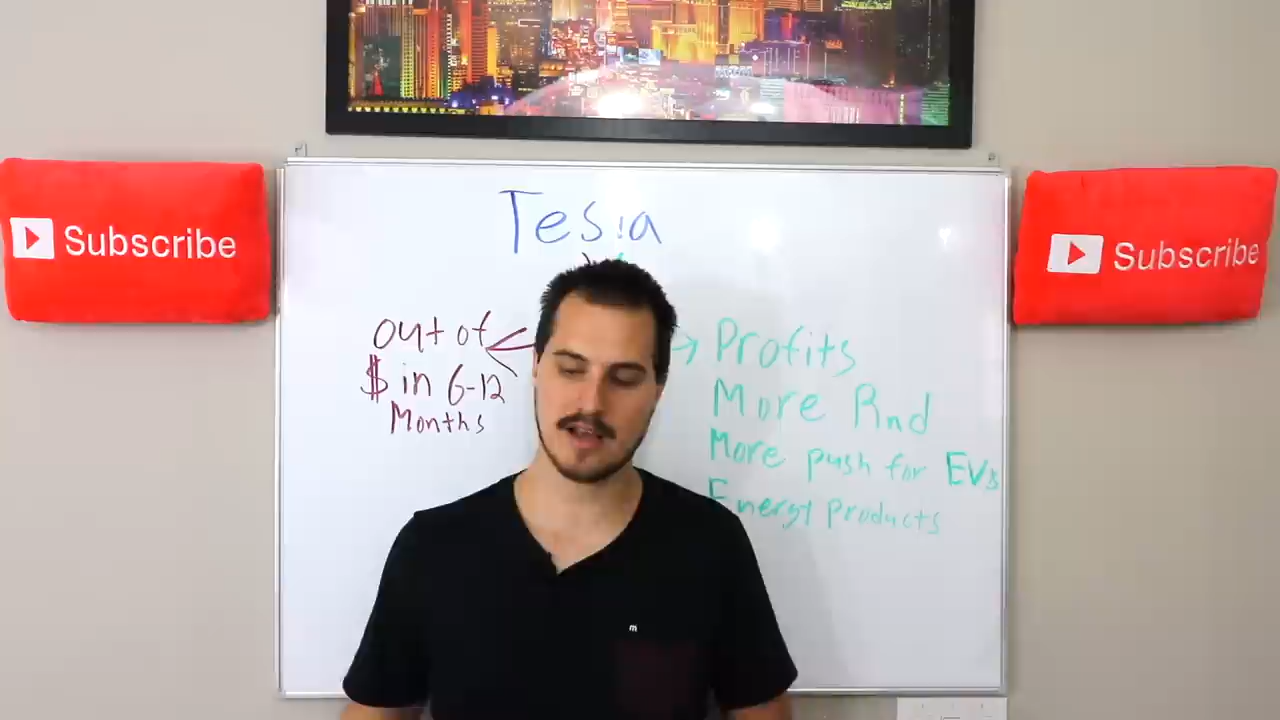 Subscribe
Subscribe
Tesla
out of
$ in 6-12
Months
Profits
More Rnd
More push for EVs
Energy products
m